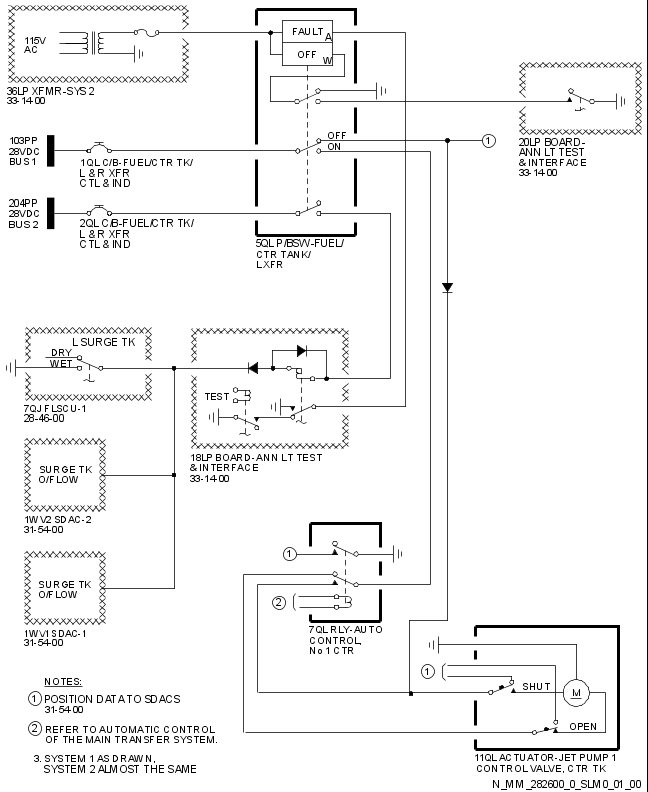 115V
AC
36LP XFMR-SYS 2
33-14-00
FAULT
A
OFF
W
20LP BOARD-
ANN LT TEST
& INTERFACE
33-14-00
103PP
28VDC
BUS 1
1QL C/B-FUEL/CTR TK/
L & R XFR
CTL & IND
OFF
ON
1
204PP
28VDC
BUS 2
2QL C/B-FUEL/CTR TK/
L & R XFR
CTL & IND
5QL P/BSW-FUEL/
CTR TANK/
L XFR
L SURGE TK
DRY
WET
7QJ FLSCU-1
28-46-00
TEST
18LP BOARD-ANN LT TEST
& INTERFACE
33-14-00
SURGE TK
O/FLOW
1WV2 SDAC-2
31-54-00
SURGE TK
O/FLOW
1WV1 SDAC-1
31-54-00
1
2
7QL RLY-AUTO
CONTROL,
No 1 CTR
1
SHUT
M
OPEN
11QL ACTUATOR-JET PUMP 1
CONTROL VALVE, CTR TK
NOTES:
1 POSITION DATA TO SDACS
31-54-00
2 REFER TO AUTOMATIC CONTROL
OF THE MAIN TRANSFER SYSTEM.
3. SYSTEM 1 AS DRAWN,
SYSTEM 2 ALMOST THE SAME
N_MM_282600_0_SLM0_01_00